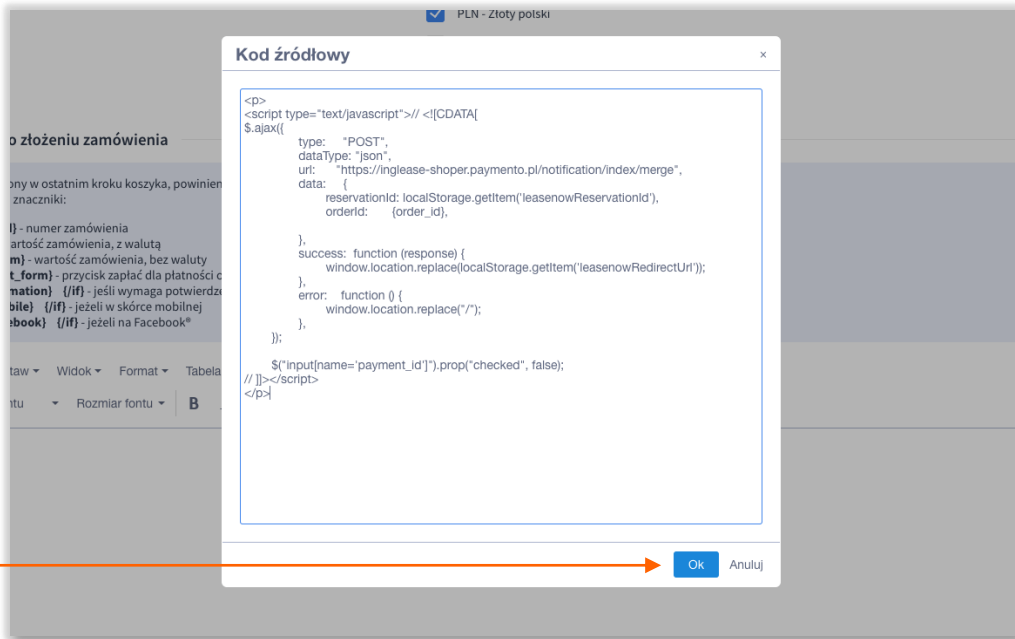 PLN - Złoty polski
Kod źródłowy
×
<p>
<script type="text/javascript">// <![CDATA[
$.ajax({
type: "POST",
dataType: "json",
url: "https://inglease-shoper.paymento.pl/notification/index/merge",
data: {
reservationId: localStorage.getItem('leasenowReservationId'),
orderId: {order_id},
},
success: function (response) {
window.location.replace(localStorage.getItem('leasenowRedirectUrl'));
},
error: function () {
window.location.replace("/");
},
});
$("input[name='payment_id']").prop("checked", false);
// ]]></script>
</p>
o złożeniu zamówienia
ony w ostatnim kroku koszyka, powinien
znaczniki:
} - numer zamówienia
artość zamówienia, z walutą
m} - wartość zamówienia, bez waluty
t_form} - przycisk zapłać dla płatności
mation} {/if} - jeśli wymaga potwierdze
bile} {/if} - jeżeli w skórce mobilnej
ebook} {/if} - jeżeli na Facebook®
taw Widok Format Tabela
ntu Rozmiar fontu B
Ok Anuluj